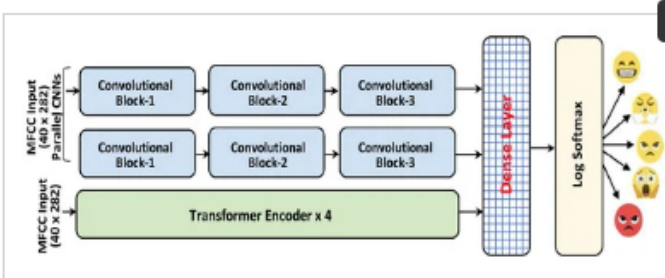 MFCC Input
(40 x 282)
Parallel CNNs
Convolutional
Block-1
Convolutional
Block-2
Convolutional
Block-3
Convolutional
Block-1
Convolutional
Block-2
Convolutional
Block-3
MFCC Input
(40 x 282)
Transformer Encoder x 4
Dense Layer
Log Softmax